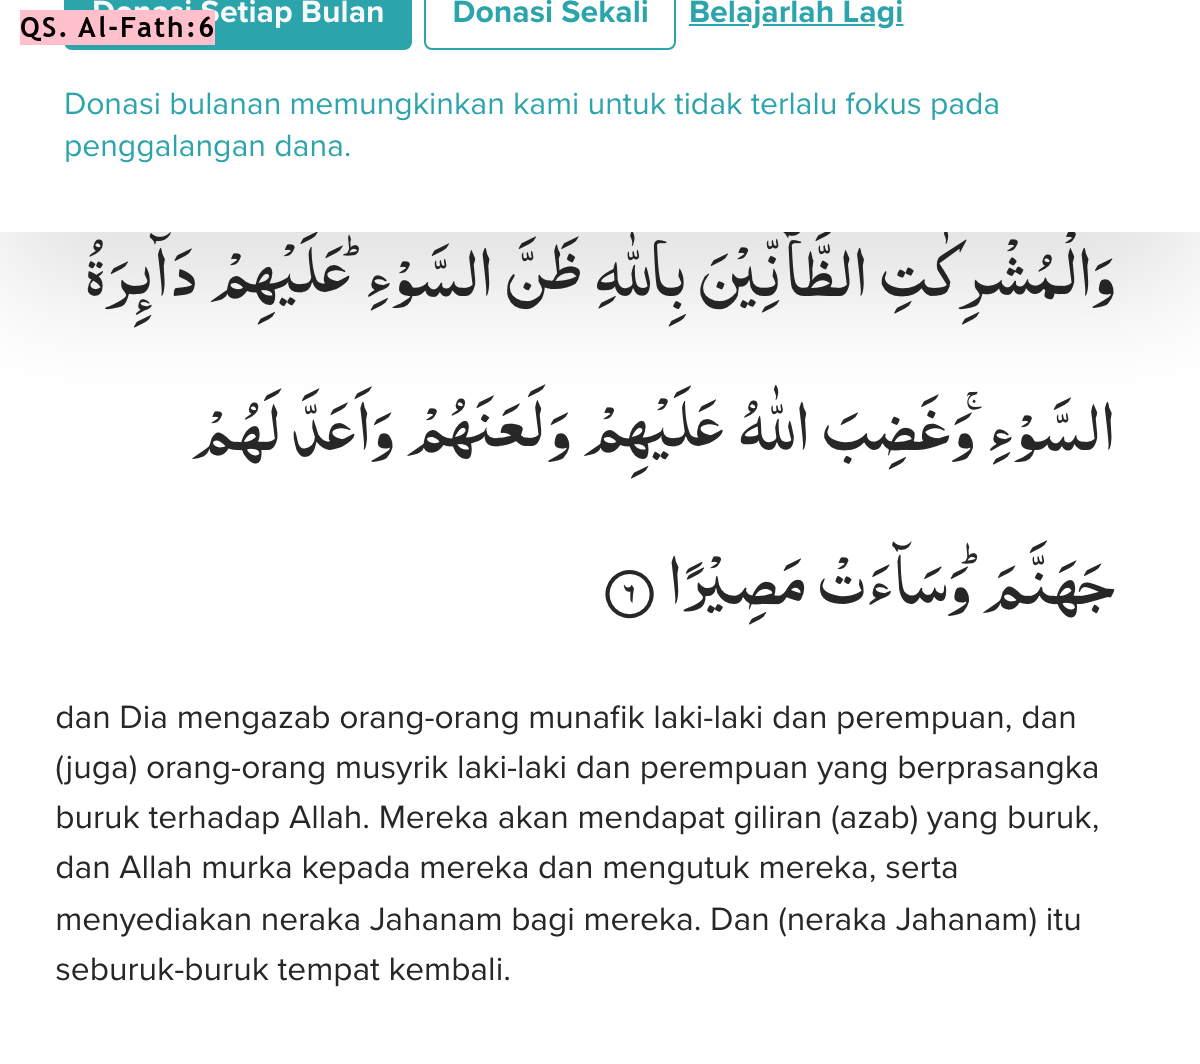 Setiap Bulan
Donasi Sekali
Belajarlah Lagi
QS. Al-Fath:6
Donasi bulanan memungkinkan kami untuk tidak terlalu fokus pada
penggalangan dana.
وَالْمُشْرِكٰتِ الظَّاۤنِّيْنَ بِاللّٰهِ ظَنَّ السَّوْءِۗ عَلَيْهِمْ دَاۤىِٕرَةُ
السَّوْءِۚ وَغَضِبَ اللّٰهُ عَلَيْهِمْ وَلَعَنَهُمْ وَاَعَدَّ لَهُمْ
جَهَنَّمَۗ وَسَاۤءَتْ مَصِيْرًا ٦
dan Dia mengazab orang-orang munafik laki-laki dan perempuan, dan
(juga) orang-orang musyrik laki-laki dan perempuan yang berprasangka
buruk terhadap Allah. Mereka akan mendapat giliran (azab) yang buruk,
dan Allah murka kepada mereka dan mengutuk mereka, serta
menyediakan neraka Jahanam bagi mereka. Dan (neraka Jahanam) itu
seburuk-buruk tempat kembali.